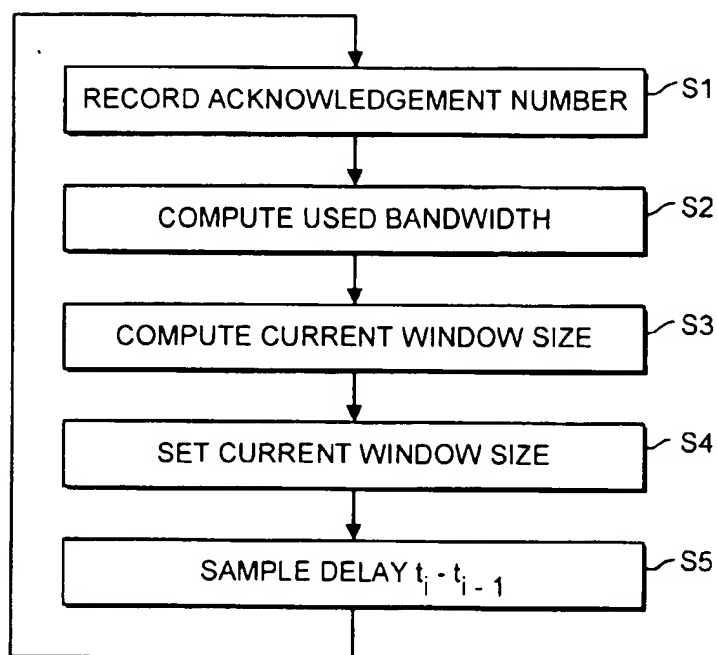 RECORD ACKNOWLEDGEMENT NUMBER S1
COMPUTE USED BANDWIDTH S2
COMPUTE CURRENT WINDOW SIZE S3
SET CURRENT WINDOW SIZE S4
SAMPLE DELAY t_i - t_{i-1} S5